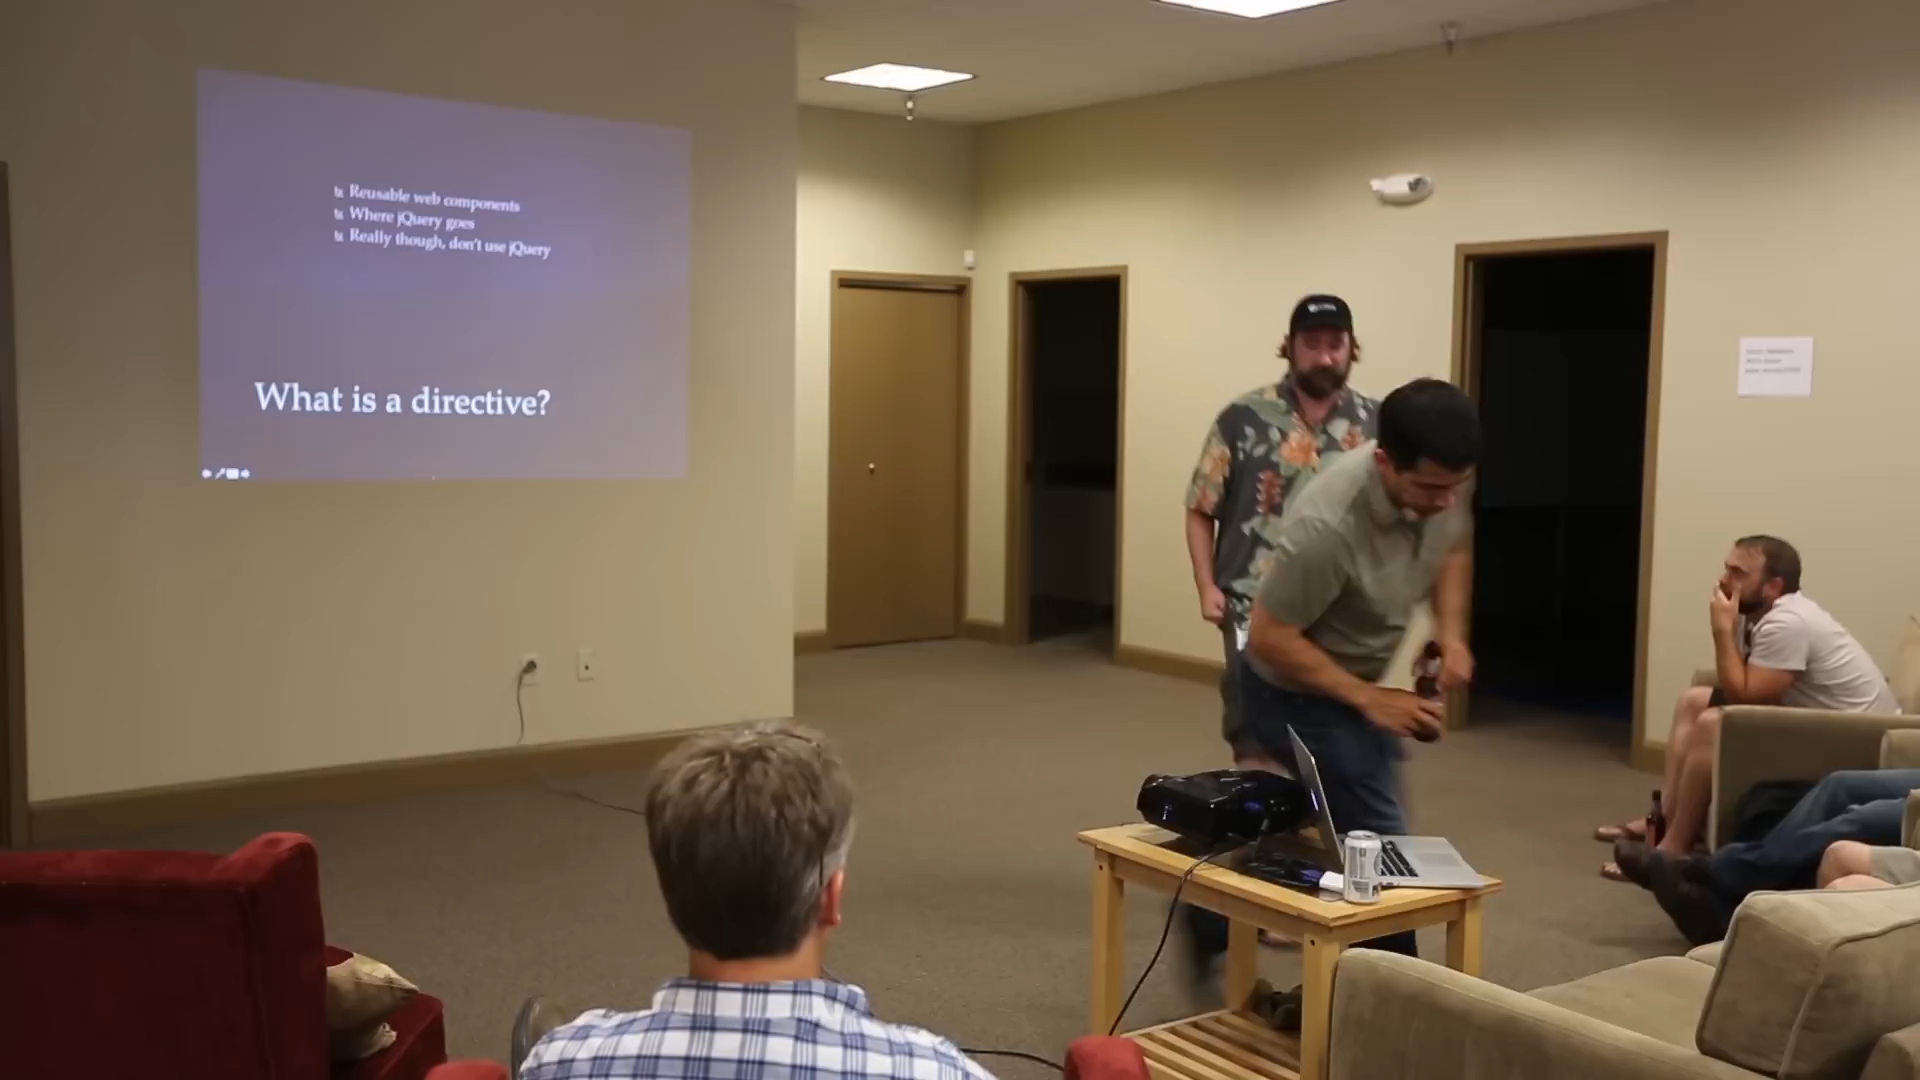 Reusable web components
Where jQuery goes
Really though, don't use jQuery
What is a directive?